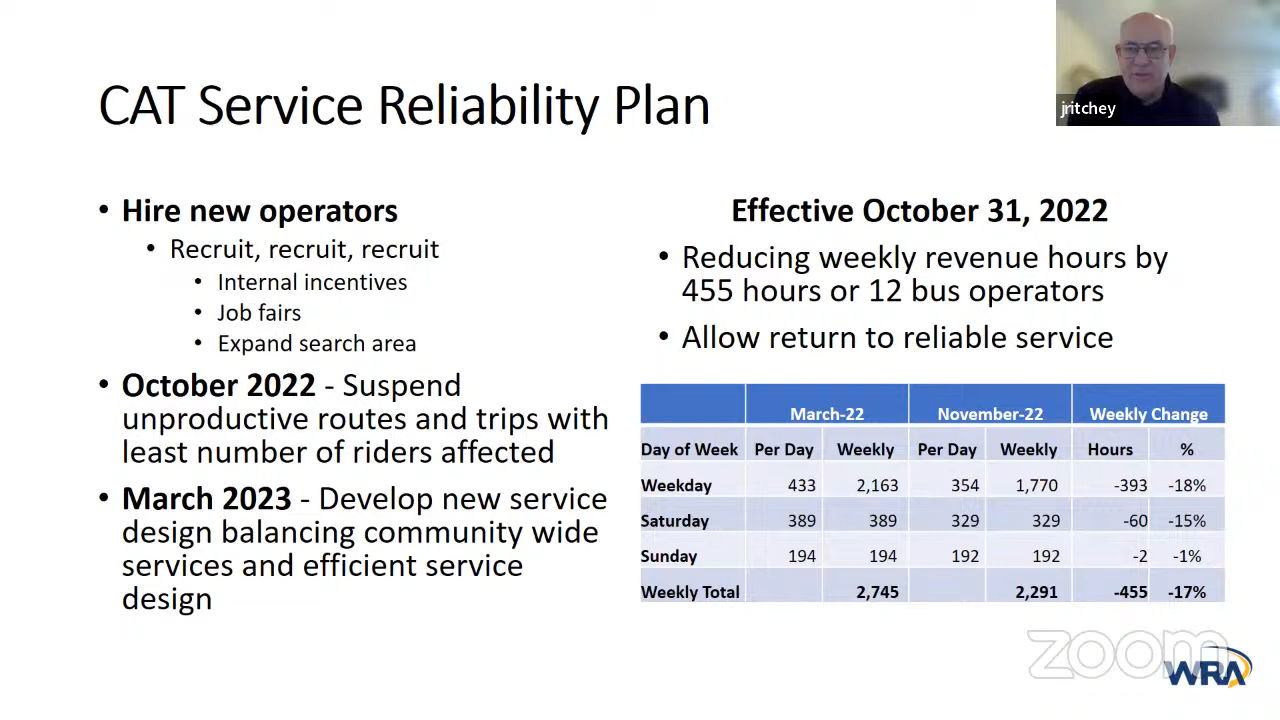 CAT Service Reliability Plan
jritchey
• Hire new operators
• Recruit, recruit, recruit
• Internal incentives
• Job fairs
• Expand search area
• October 2022 - Suspend
unproductive routes and trips with
least number of riders affected
• March 2023 - Develop new service
design balancing community wide
services and efficient service
design
Effective October 31, 2022
• Reducing weekly revenue hours by
455 hours or 12 bus operators
• Allow return to reliable service
March-22 November-22 Weekly Change
Day of Week Per Day Weekly Per Day Weekly Hours %
Weekday 433 2,163 354 1,770 -393 -18%
Saturday 389 389 329 329 -60 -15%
Sunday 194 194 192 192 -2 -1%
Weekly Total 2,745 2,291 -455 -17%
zoom
WRA